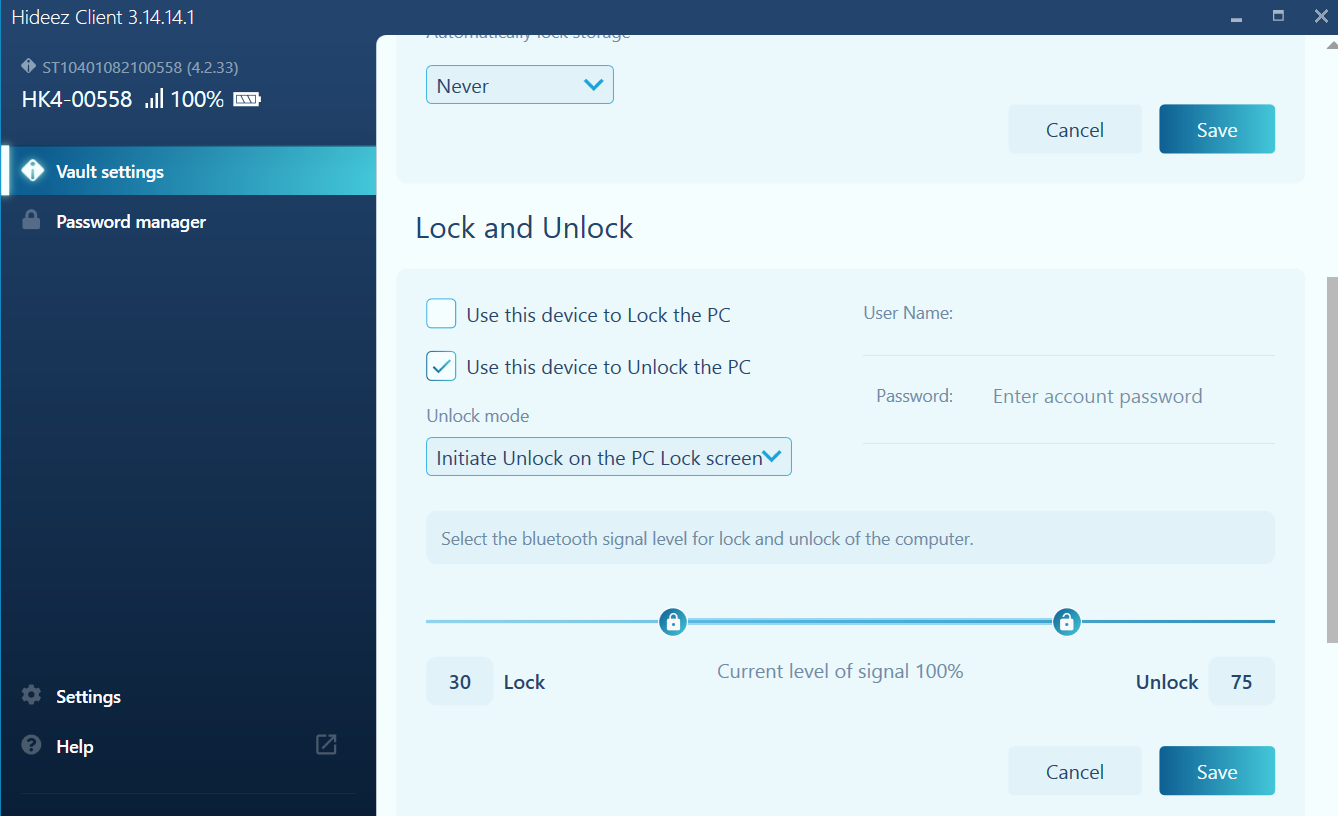 Hideez Client 3.14.14.1
ST10401082100558 (4.2.33)
HK4-00558 100%
Vault settings
Password manager
Settings
Help
Automatically lock storage
Never
Cancel
Save
Lock and Unlock
Use this device to Lock the PC
Use this device to Unlock the PC
Unlock mode
Initiate Unlock on the PC Lock screen
User Name:
Password: Enter account password
Select the bluetooth signal level for lock and unlock of the computer.
30 Lock
Current level of signal 100%
Unlock 75
Cancel
Save